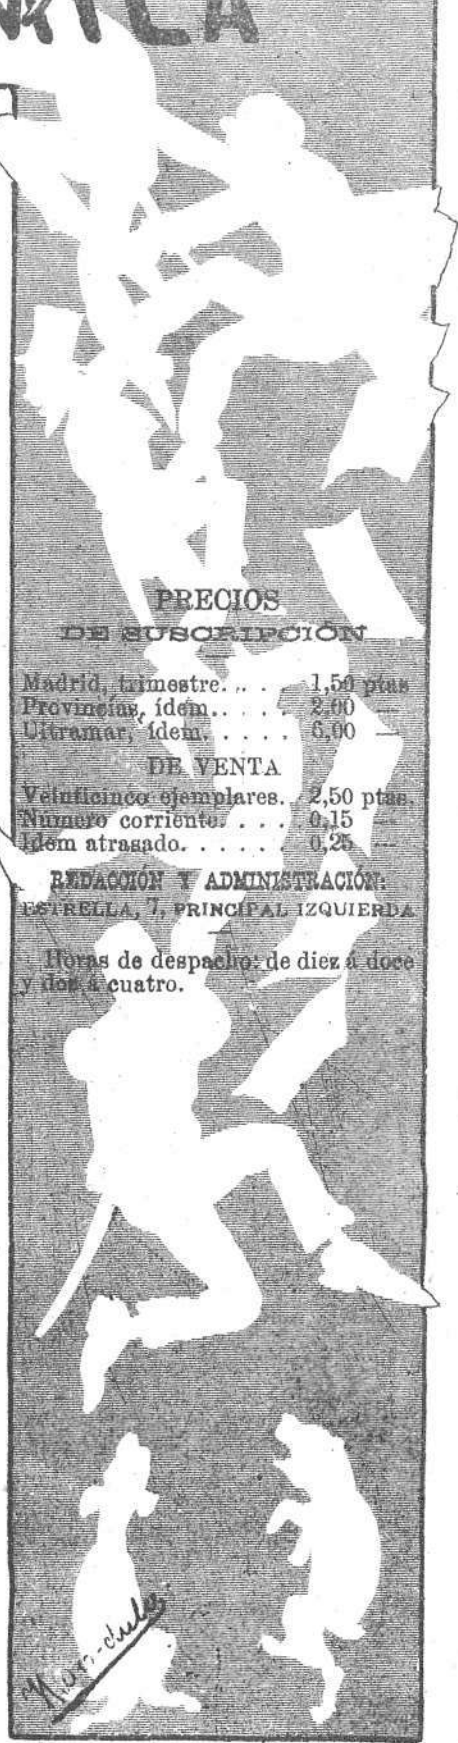 PRECIOS
DE SUSCRIPCIÓN
Madrid, trimestre. . . . 1,50 ptas
Provincias, ídem. . . . . 2,00 —
Ultramar, ídem. . . . . 6,00 —
DE VENTA
Veinticinco ejemplares. 2,50 ptas.
Numero corriente. . . . 0,15 —
Idem atrasado. . . . . . 0,25 —
REDACCIÓN Y ADMINISTRACIÓN:
ESTRELLA, 7, PRINCIPAL IZQUIERDA
Horas de despacho: de diez á doce
y dos á cuatro.